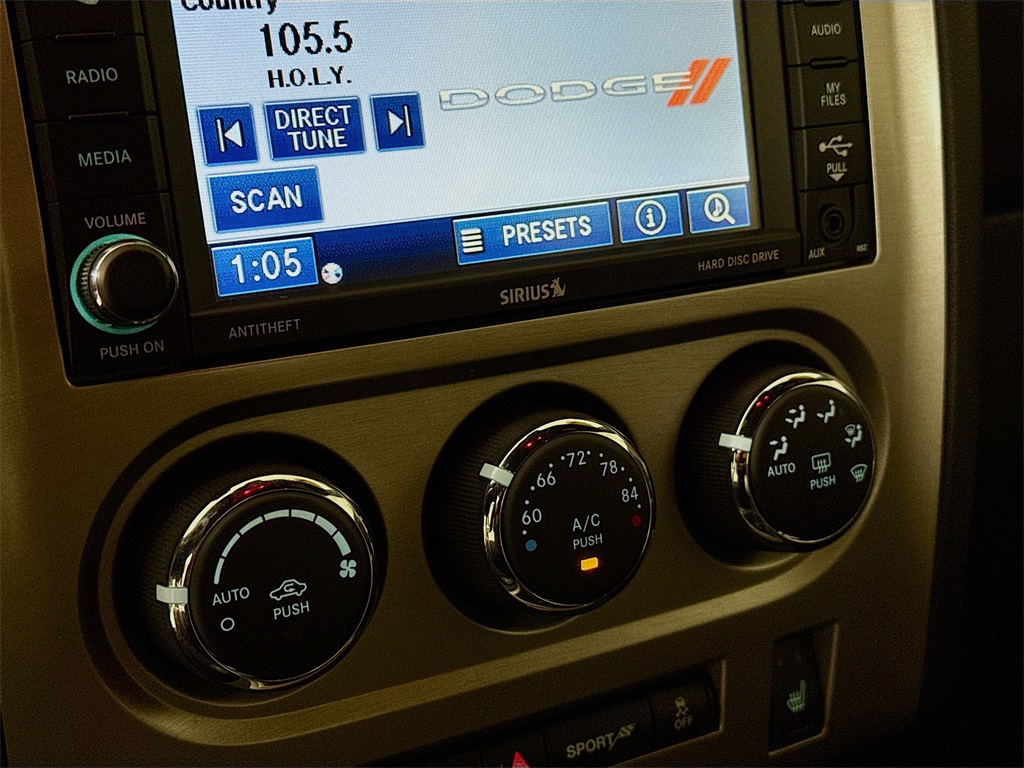 Country
105.5
H.O.L.Y.
DODGE
DIRECT
TUNE
SCAN
PRESETS
1:05
RADIO
MEDIA
VOLUME
PUSH ON
ANTITHEFT
SIRIUS
HARD DISC DRIVE
AUDIO
MY
FILES
PULL
AUX
AUTO
PUSH
60
66
72
78
84
A/C
PUSH
AUTO
PUSH
SPORT
OFF